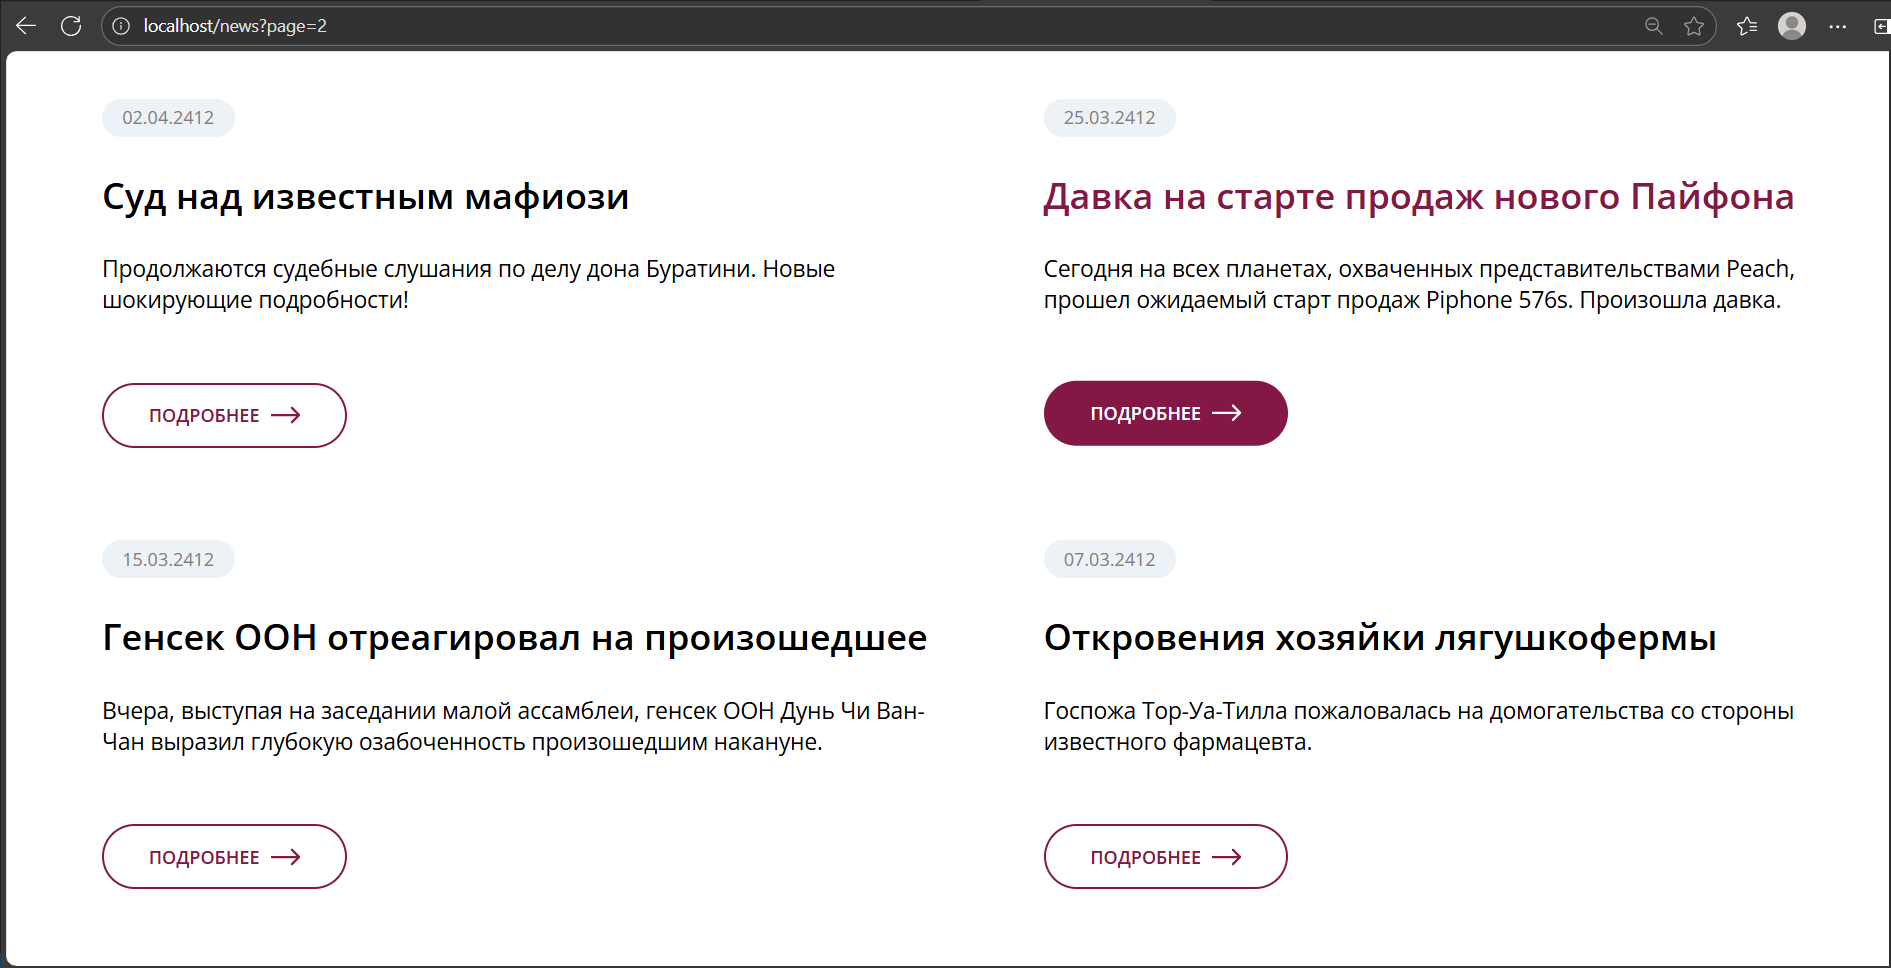 localhost/news?page=2
02.04.2412
Суд над известным мафиози
Продолжаются судебные слушания по делу дона Буратини. Новые
шокирующие подробности!
ПОДРОБНЕЕ
25.03.2412
Давка на старте продаж нового Пайфона
Сегодня на всех планетах, охваченных представительствами Peach,
прошел ожидаемый старт продаж Piphone 576s. Произошла давка.
ПОДРОБНЕЕ
15.03.2412
Генсек ООН отреагировал на произошедшее
Вчера, выступая на заседании малой ассамблеи, генсек ООН Дунь Чи Ван-
Чан выразил глубокую озабоченность произошедшим накануне.
ПОДРОБНЕЕ
07.03.2412
Откровения хозяйки лягушкофермы
Госпожа Тор-Уа-Тилла пожаловалась на домогательства со стороны
известного фармацевта.
ПОДРОБНЕЕ